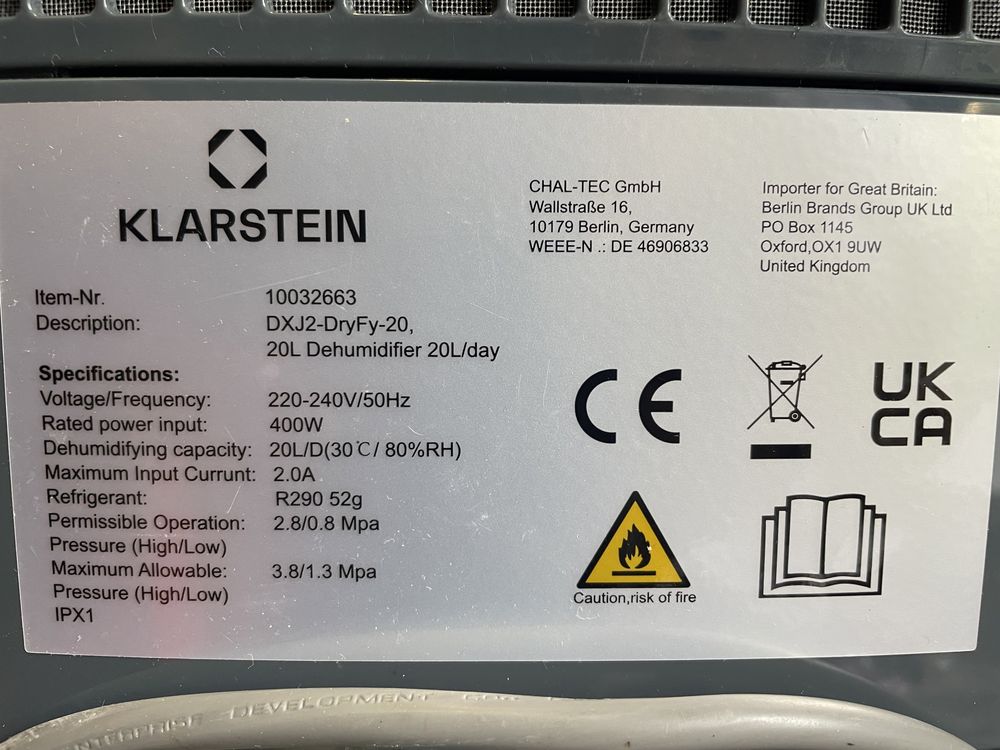 KLARSTEIN
CHAL-TEC GmbH
Wallstraße 16,
10179 Berlin, Germany
WEEE-N .: DE 46906833
Importer for Great Britain:
Berlin Brands Group UK Ltd
PO Box 1145
Oxford,OX1 9UW
United Kingdom
Item-Nr. 10032663
Description: DXJ2-DryFy-20,
20L Dehumidifier 20L/day
Specifications:
Voltage/Frequency: 220-240V/50Hz
Rated power input: 400W
Dehumidifying capacity: 20L/D(30℃/ 80%RH)
Maximum Input Currunt: 2.0A
Refrigerant: R290 52g
Permissible Operation: 2.8/0.8 Mpa
Pressure (High/Low)
Maximum Allowable: 3.8/1.3 Mpa
Pressure (High/Low)
IPX1
CE
UK
CA
Caution,risk of fire
ENTERPRISE DEVELOPMENT